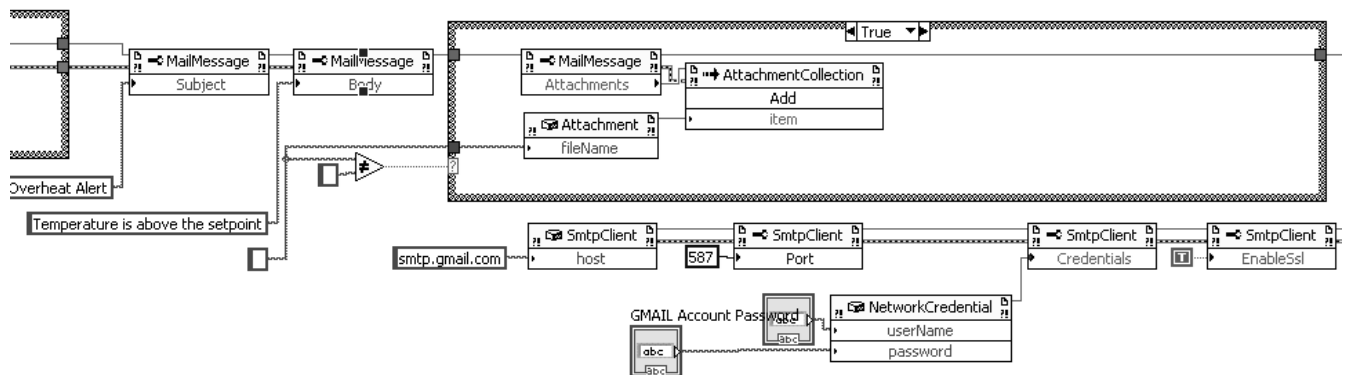 True
MailMessage
Subject
MailMessage
Body
MailMessage
Attachments
AttachmentCollection
Add
item
Attachment
fileName
?
≠
Overheat Alert
Temperature is above the setpoint
smtp.gmail.com
SmtpClient
host
587
SmtpClient
Port
SmtpClient
Credentials
T
SmtpClient
EnableSsl
NetworkCredential
userName
password
GMAIL Account Password
abc
abc
abc
abc